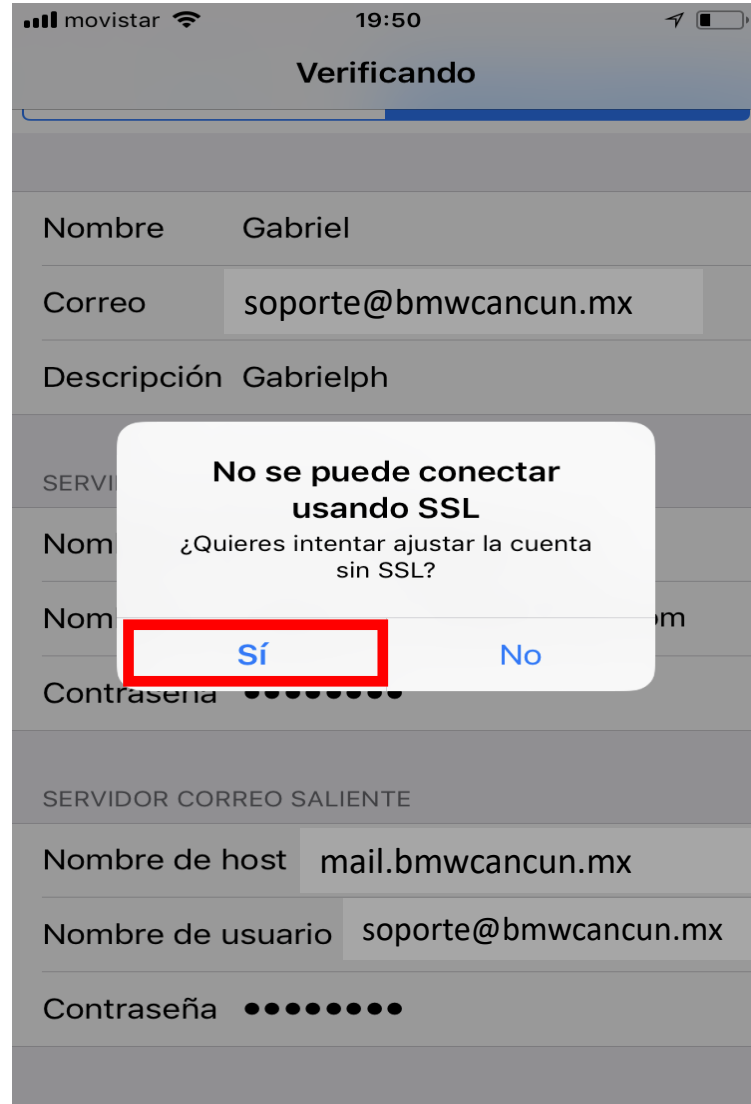 movistar 19:50
Verificando
Nombre Gabriel
Correo soporte@bmwcancun.mx
Descripción Gabrielph
No se puede conectar
usando SSL
¿Quieres intentar ajustar la cuenta
sin SSL?
Sí No
Contraseña ●●●●●●●●
SERVIDOR CORREO SALIENTE
Nombre de host mail.bmwcancun.mx
Nombre de usuario soporte@bmwcancun.mx
Contraseña ●●●●●●●●